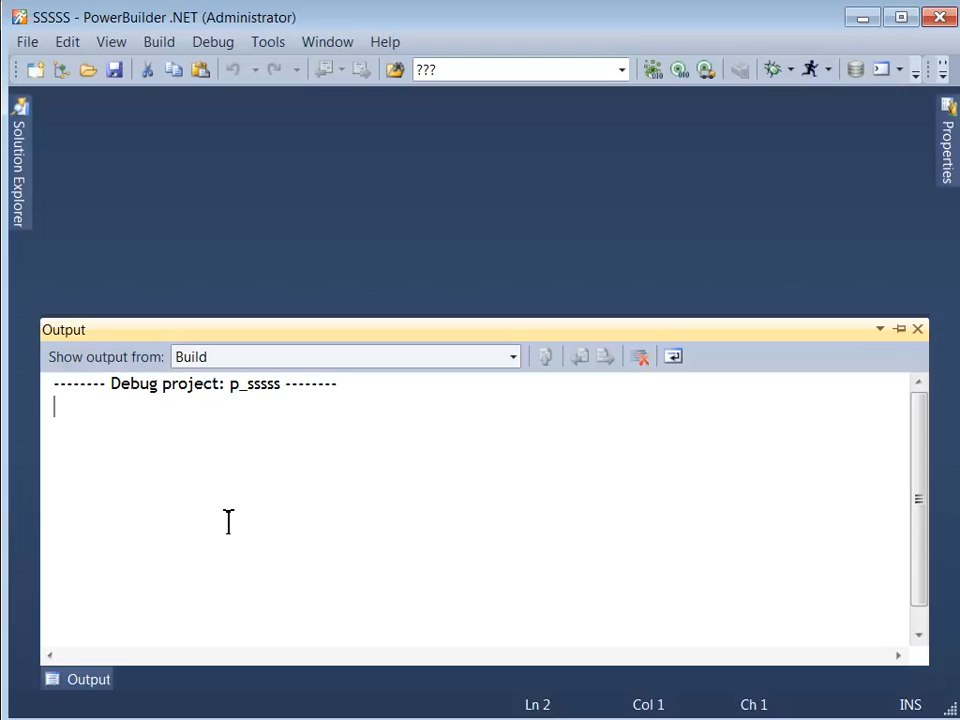 SSSSS - PowerBuilder .NET (Administrator)
File Edit View Build Debug Tools Window Help
???
Solution Explorer
Properties
Output
Show output from: Build
-------- Debug project: p_sssss --------
Output
Ln 2 Col 1 Ch 1 INS